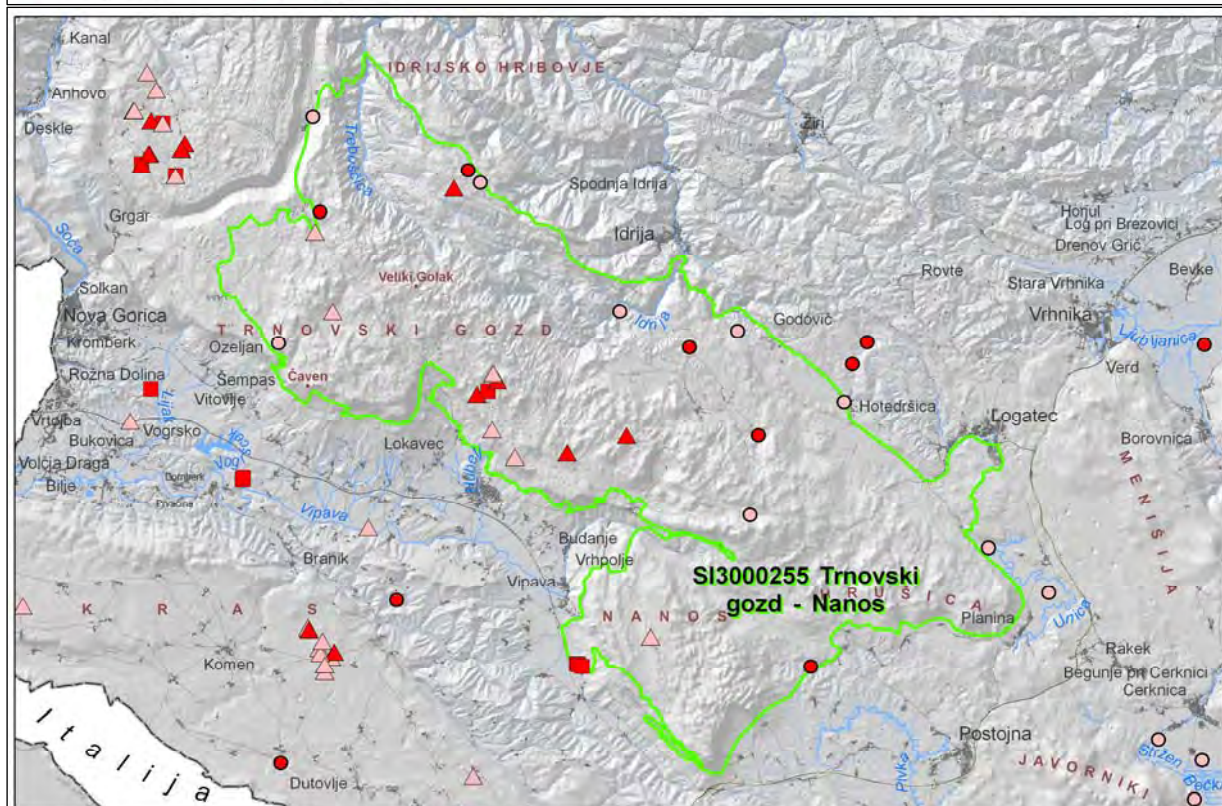 Kanal
IDRIJSKO HRIBOVJE
Anhovo
Deskle
Žiri
Trebuščica
Spodnja Idrija
Grgar
Horjul
Log pri Brezovici
Idrija
Drenov Grič
Soča
Bevke
Rovte
Veliki Golak
Stara Vrhnika
Solkan
Nova Gorica
Vrhnika
TRNOVSKI GOZD
Idrija
Godovič
Ljubljanica
Kromberk
Ozeljan
Verd
Rožna Dolina
Šempas
Čaven
Vitovlje
Lijak
Hotedršica
Logatec
Vrtojba
Bukovica
Vogrsko
Lokavec
Borovnica
Volčja Draga
Bilje
Dornberk
Prvačina
Vipava
MENIŠIJA
Budanje
Branik
Vrhpolje
Vipava
SI3000255 Trnovski
gozd - Nanos
HRUŠICA
KRAS
NANOS
Planina
Unica
Komen
Rakek
Begunje pri Cerknici
Cerknica
Postojna
Italija
Pivka
Stržen
JAVORNIKI
Dutovlje